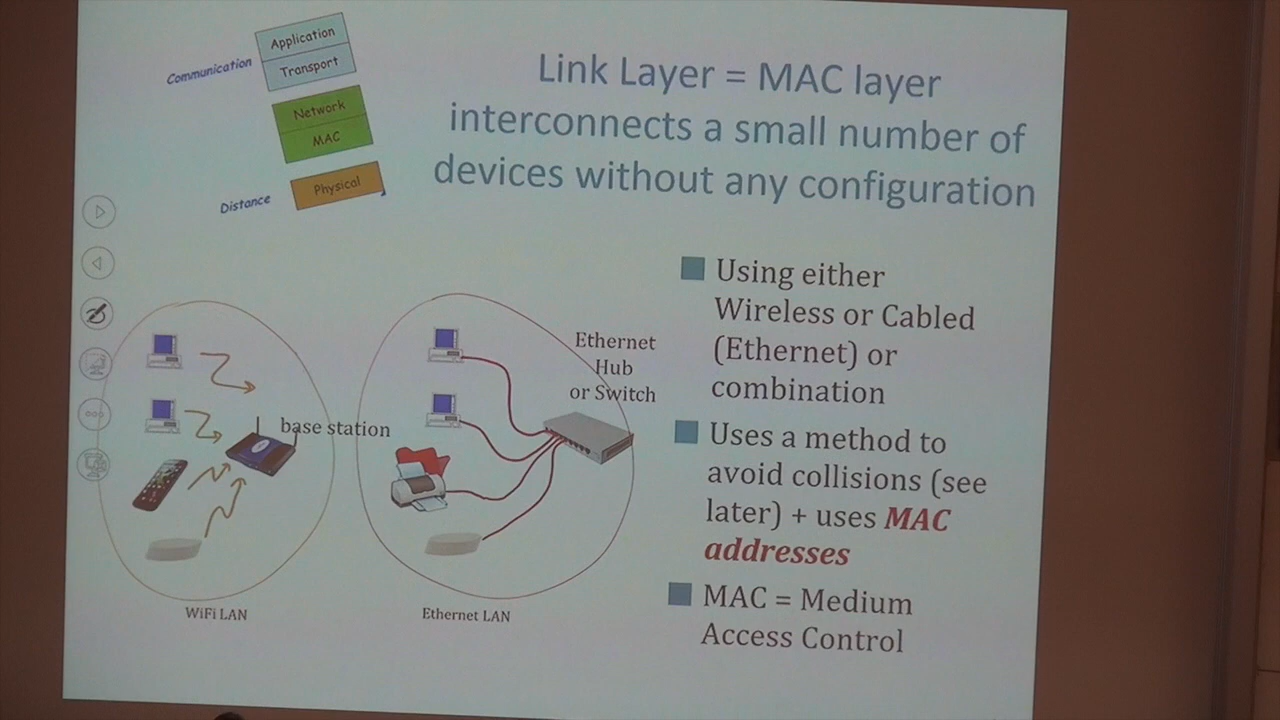 Application
Communication
Transport
Network
MAC
Physical
Distance
Link Layer = MAC layer
interconnects a small number of
devices without any configuration
Using either
Wireless or Cabled
(Ethernet) or
combination
Uses a method to
avoid collisions (see
later) + uses MAC
addresses
MAC = Medium
Access Control
Ethernet
Hub
or Switch
base station
WiFi LAN
Ethernet LAN